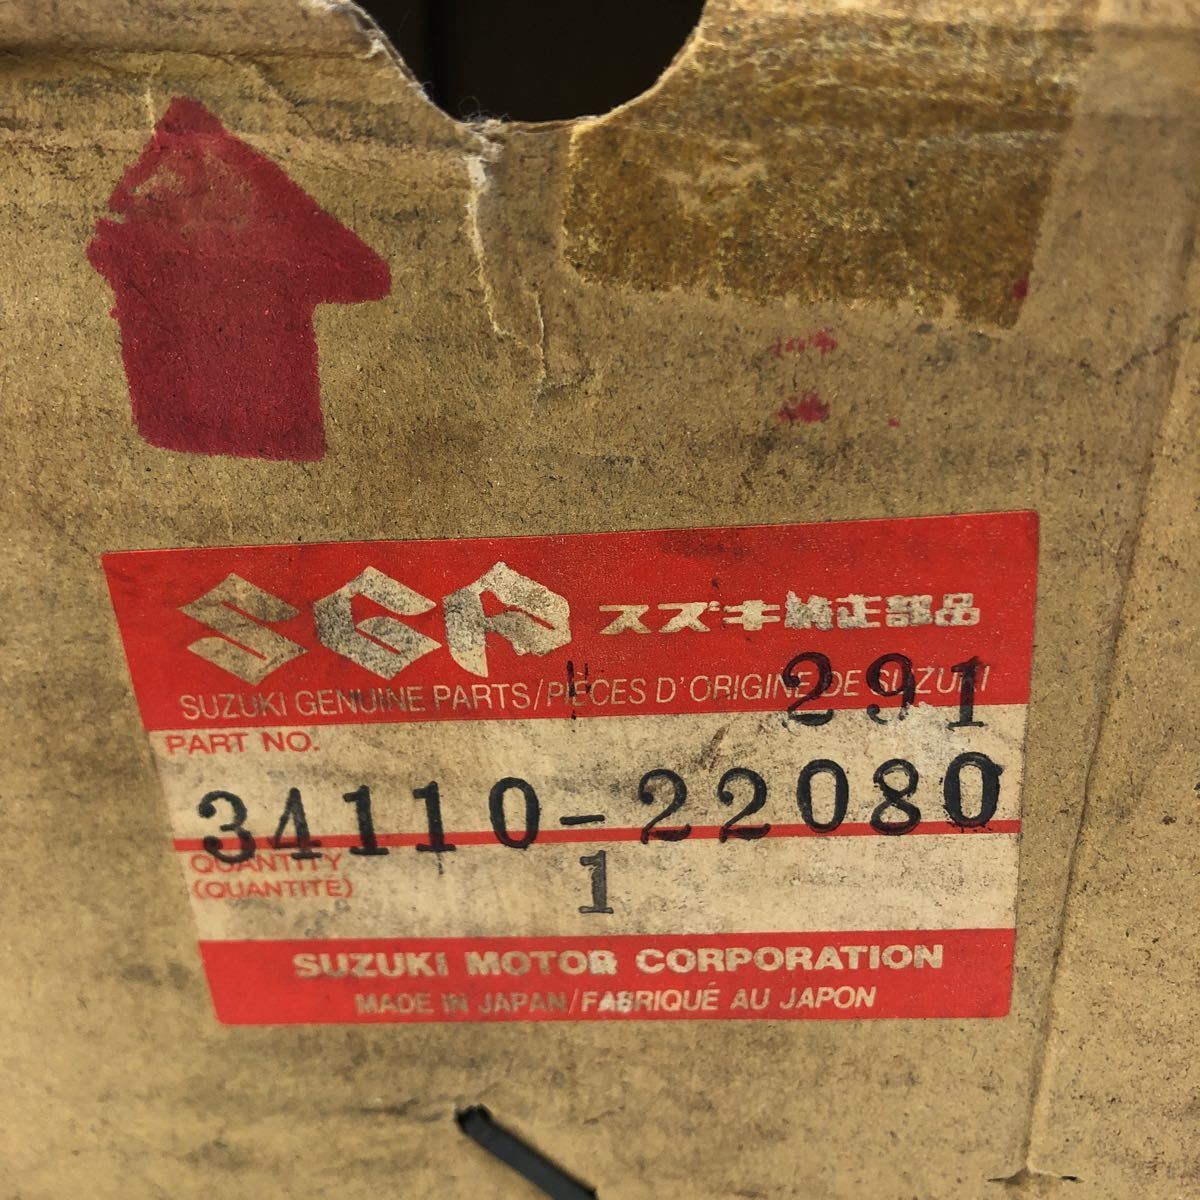 SGP スズキ純正部品
SUZUKI GENUINE PARTS/PIÈCES D'ORIGINE DE SUZUKI
291
PART NO.
34110-22080
QUANTITY
(QUANTITÉ)
1
SUZUKI MOTOR CORPORATION
MADE IN JAPAN/FABRIQUÉ AU JAPON